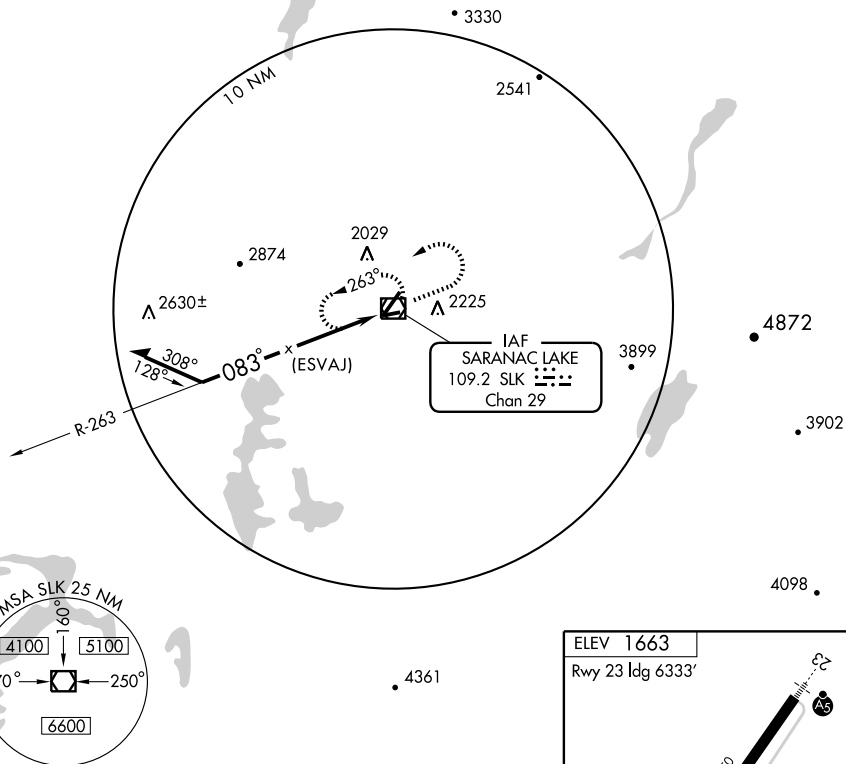 3330
10 NM
2541
2029
2874
263°
2630±
2225
4872
IAF
SARANAC LAKE
109.2 SLK
Chan 29
308°
128°
083°
x
(ESVAJ)
3899
R-263
3902
4098
MSA SLK 25 NM
160°
4100
5100
70°
250°
6600
4361
ELEV 1663
Rwy 23 ldg 6333'
23
A5